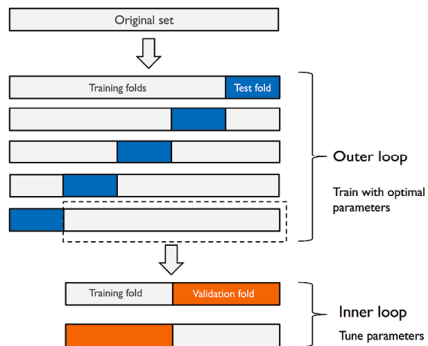 Original set
Training folds
Test fold
Outer loop
Train with optimal
parameters
Training fold
Validation fold
Inner loop
Tune parameters